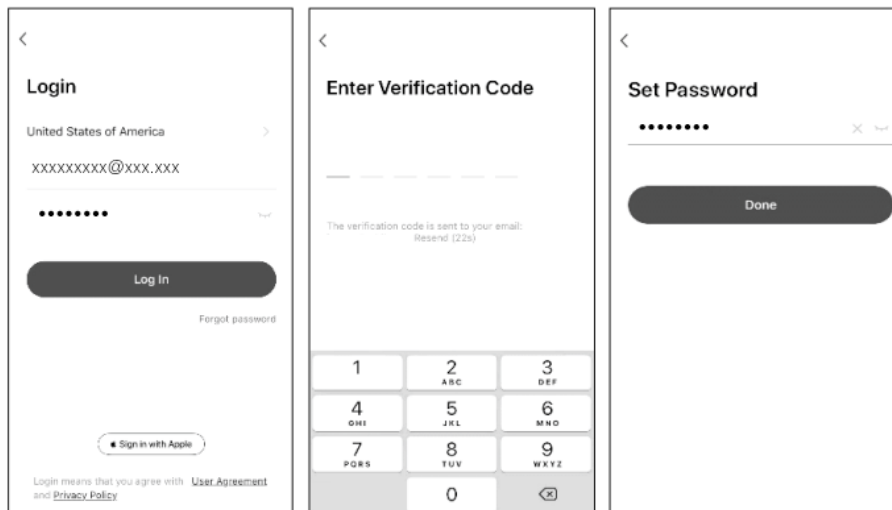 Login
United States of America
xxxxxxxxx@xxx.xxx
••••••••
Log In
Forgot password
Sign in with Apple
Login means that you agree with User Agreement
and Privacy Policy
Enter Verification Code
The verification code is sent to your email:
Resend (22s)
1
2
ABC
3
DEF
4
GHI
5
JKL
6
MNO
7
PQRS
8
TUV
9
WXYZ
0
Set Password
••••••••
Done